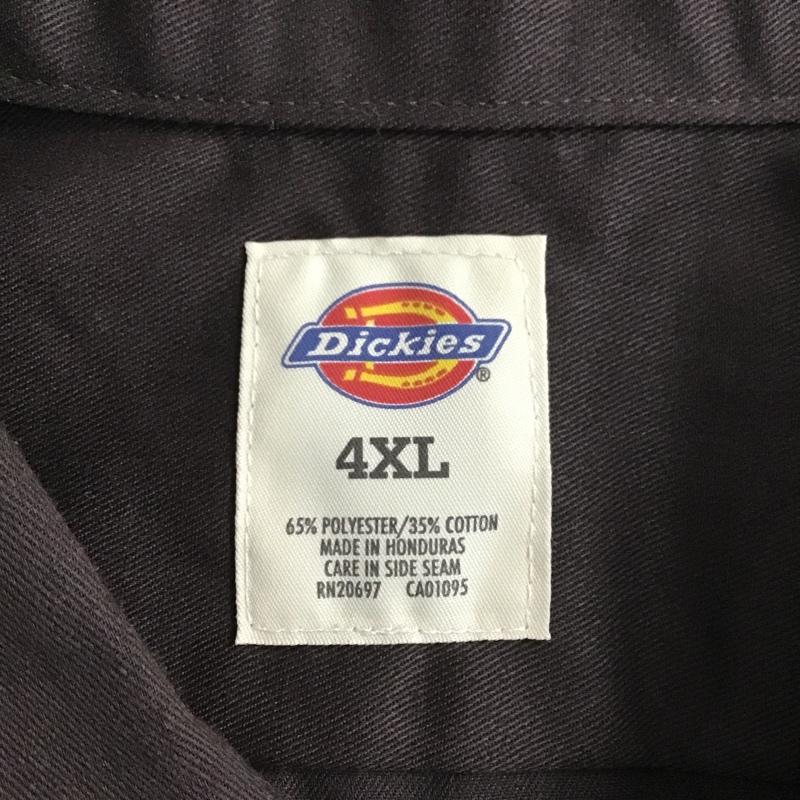 Dickies
®
4XL
65% POLYESTER/35% COTTON
MADE IN HONDURAS
CARE IN SIDE SEAM
RN20697 CA01095